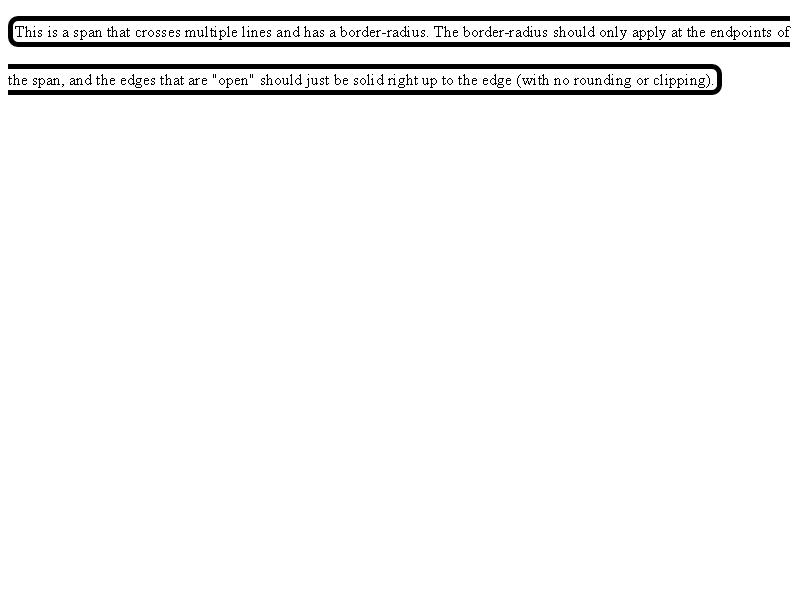 This is a span that crosses multiple lines and has a border-radius. The border-radius should only apply at the endpoints of
the span, and the edges that are "open" should just be solid right up to the edge (with no rounding or clipping).